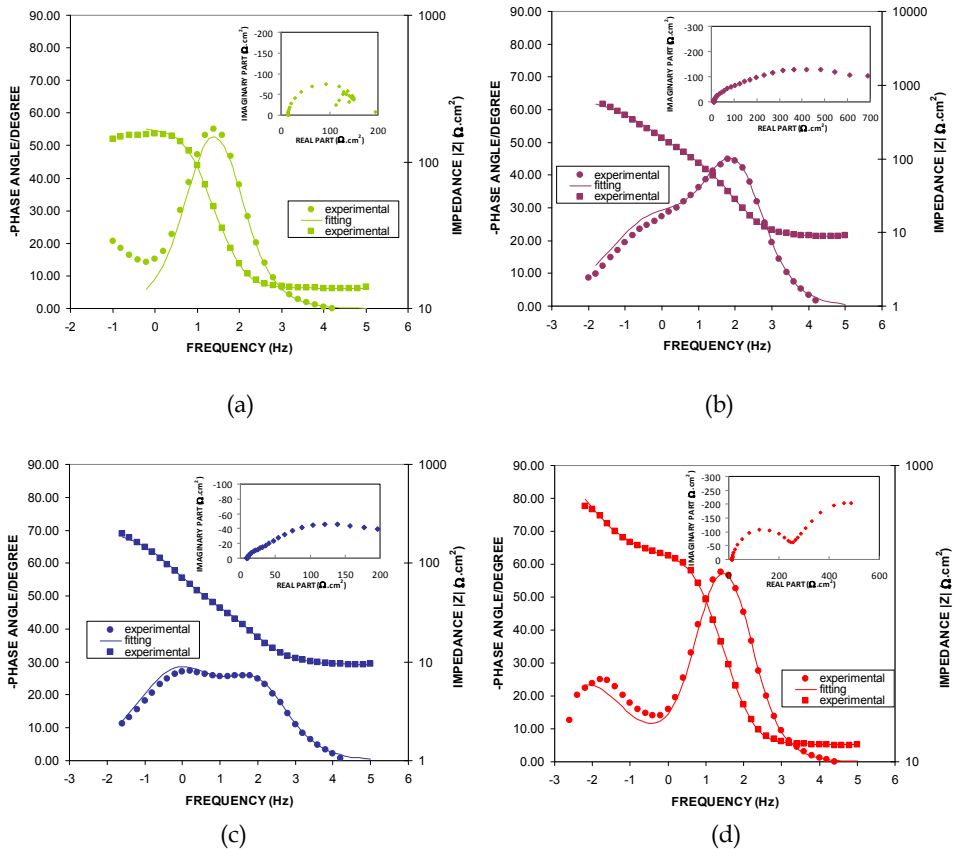 90.00
80.00
70.00
60.00
50.00
40.00
30.00
20.00
10.00
0.00
-PHASE ANGLE/DEGREE
-2 -1 0 1 2 3 4 5 6
FREQUENCY (Hz)
1000
100
10
IMPEDANCE |Z| Ω.cm²)
experimental
fitting
experimental
IMAGINARY PART Ω.cm²)
-200
-150
-100
-50
0
0 100 200
REAL PART (Ω.cm²)
(a)
90.00
80.00
70.00
60.00
50.00
40.00
30.00
20.00
10.00
0.00
-PHASE ANGLE/DEGREE
-3 -2 -1 0 1 2 3 4 5 6
FREQUENCY (Hz)
10000
1000
100
10
1
IMPEDANCE |Z| Ω.cm²)
experimental
fitting
experimental
IMAGINARY PART Ω.cm²)
-300
-200
-100
0
0 100 200 300 400 500 600 700
REAL PART (Ω.cm²)
(b)
90.00
80.00
70.00
60.00
50.00
40.00
30.00
20.00
10.00
0.00
-PHASE ANGLE/DEGREE
-3 -2 -1 0 1 2 3 4 5 6
FREQUENCY (Hz)
1000
100
10
1
IMPEDANCE |Z| Ω.cm²)
experimental
fitting
experimental
IMAGINARY PART Ω.cm²)
-100
-80
-60
-40
-20
0
0 50 100 150 200
REAL PART (Ω.cm²)
(c)
90.00
80.00
70.00
60.00
50.00
40.00
30.00
20.00
10.00
0.00
-PHASE ANGLE/DEGREE
-3 -2 -1 0 1 2 3 4 5 6
FREQUENCY (Hz)
1000
10
IMPEDANCE |Z| Ω.cm²)
experimental
fitting
experimental
IMAGINARY PART Ω.cm²)
-300
-250
-200
-150
-100
-50
0
0 200 400 600
REAL PART (Ω.cm²)
(d)